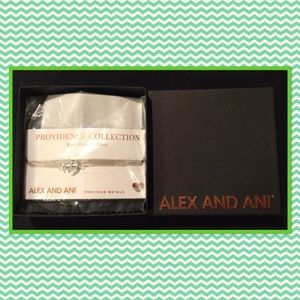 PROVIDENCE COLLECTION
ALEX AND ANI
PRECIOUS METALS
ALEX AND ANI